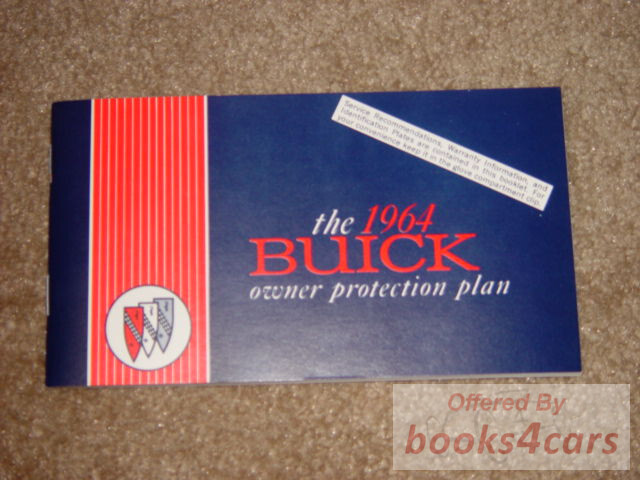 Service Recommendations, Warranty Information, and
Identification Plates are contained in this booklet. For
your convenience keep it in the glove compartment clip.
the 1964
BUICK
owner protection plan
Offered By
books4cars